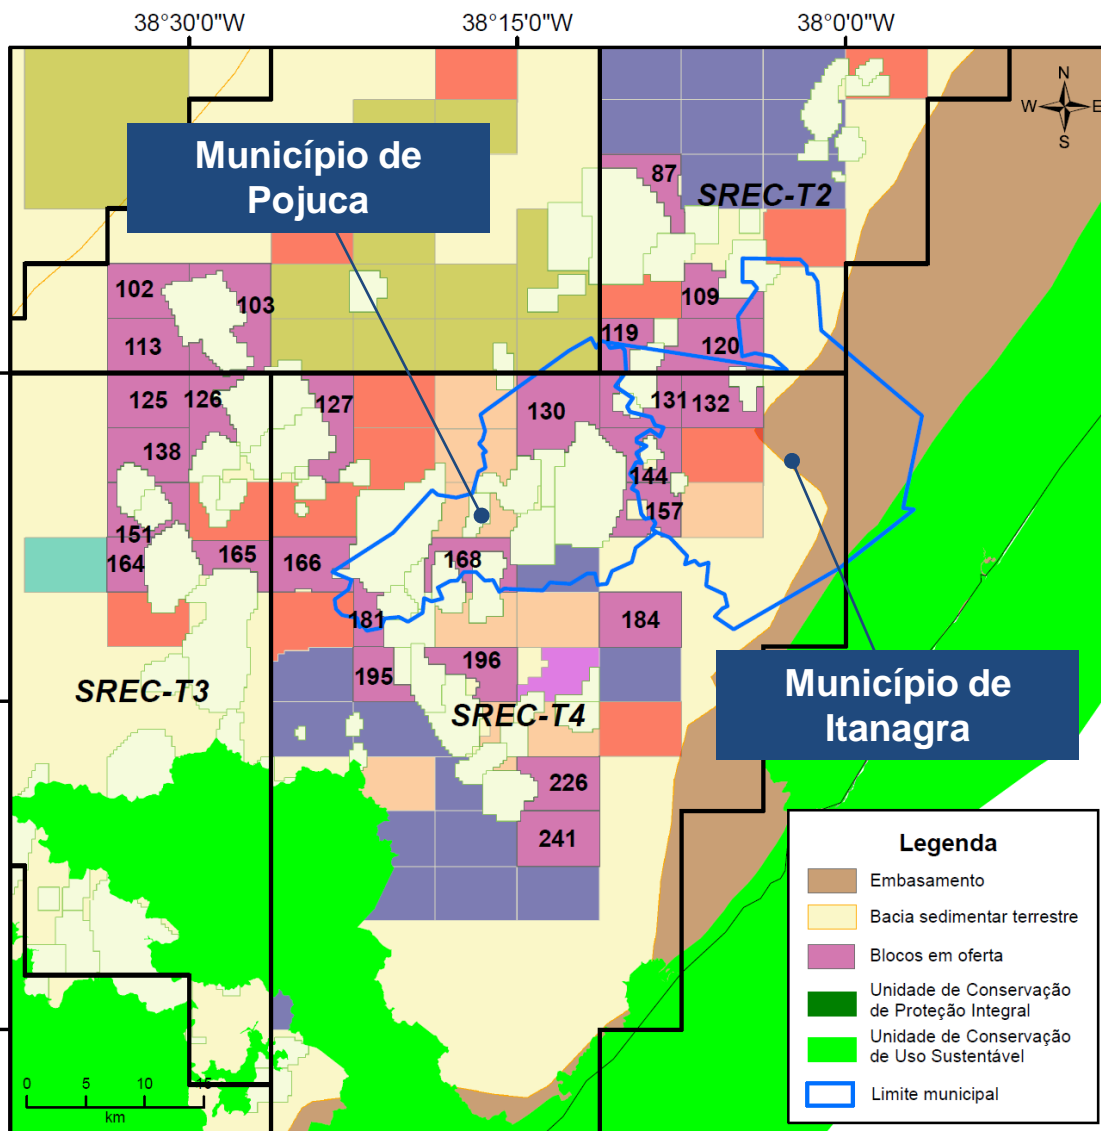 38°30'0"W
38°15'0"W
38°0'0"W
N
W
E
S
Município de
Pojuca
87
SREC-T2
102
103
109
113
119
120
125
126
127
130
131
132
138
144
151
157
164
165
166
168
181
184
195
196
SREC-T3
SREC-T4
Município de
Itanagra
226
241
Legenda
Embasamento
Bacia sedimentar terrestre
Blocos em oferta
Unidade de Conservação
de Proteção Integral
Unidade de Conservação
de Uso Sustentável
Limite municipal
0 5 10 15
km